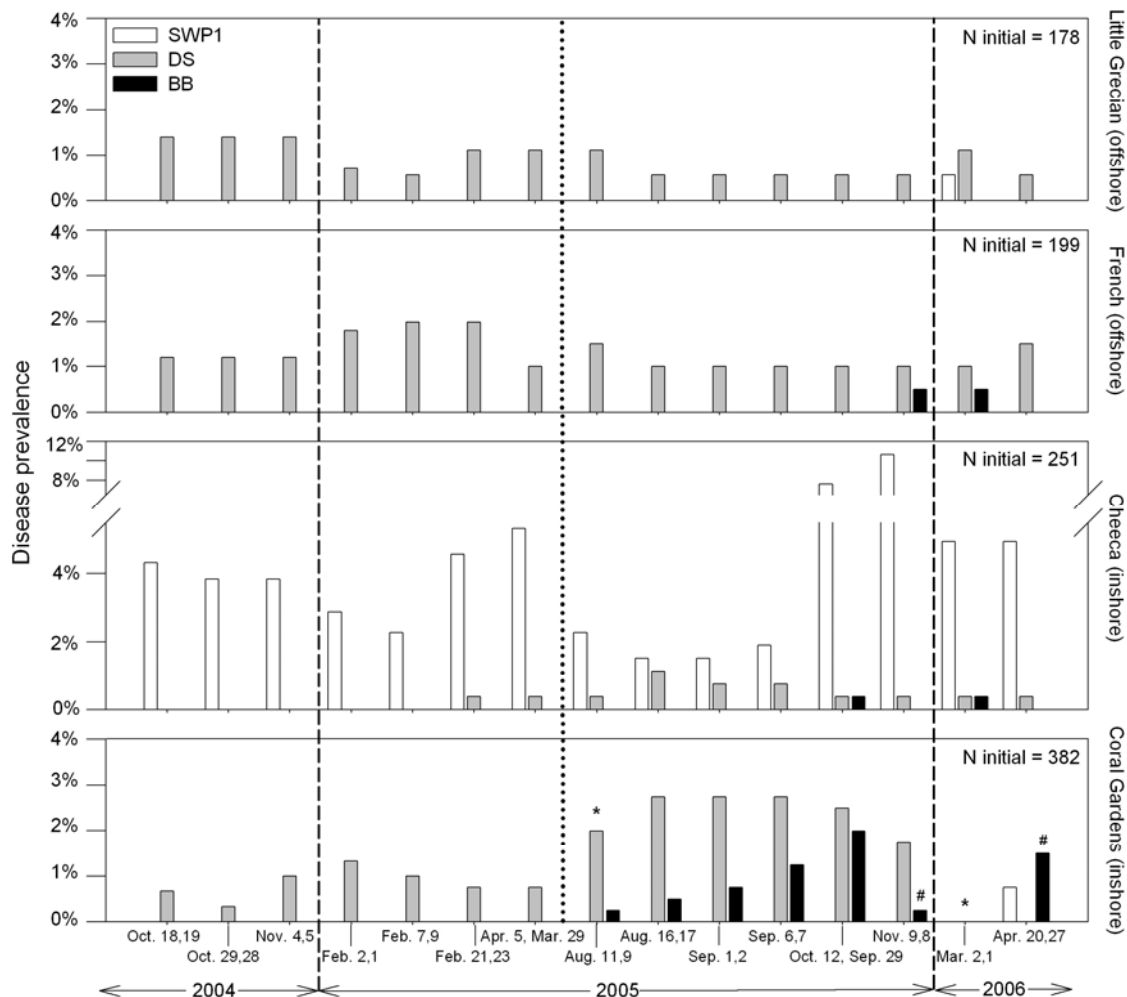 Disease prevalence
4%
3%
2%
1%
0%
SWP1
DS
BB
N initial = 178
Little Grecian (offshore)
4%
3%
2%
1%
0%
N initial = 199
French (offshore)
12%
8%
4%
2%
0%
N initial = 251
Cheeca (inshore)
4%
3%
2%
1%
0%
N initial = 382
*
#
*
#
Coral Gardens (inshore)
Oct. 18,19
Oct. 29,28
Nov. 4,5
Feb. 2,1
Feb. 7,9
Feb. 21,23
Apr. 5, Mar. 29
Aug. 11,9
Aug. 16,17
Sep. 1,2
Sep. 6,7
Oct. 12, Sep. 29
Nov. 9,8
Mar. 2,1
Apr. 20,27
2004
2005
2006